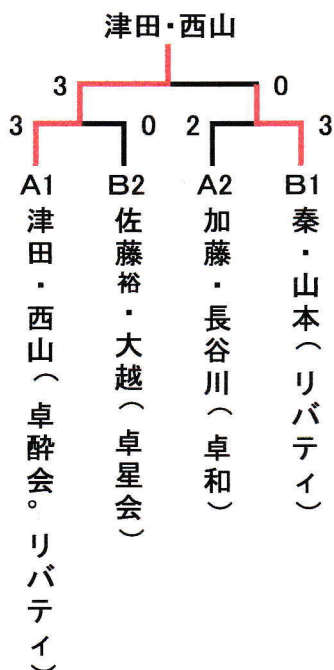 津田・西山
3 0
3 0 2 3
A1 B2 A2 B1
津田・西山（卓酔会。リバティ）
佐藤裕・大越（卓星会）
加藤・長谷川（卓和）
秦・山本（リバティ）